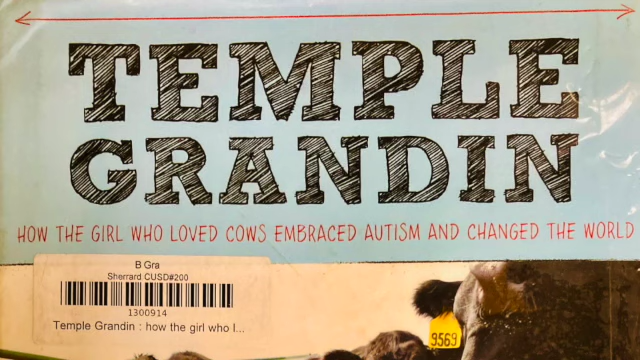 TEMPLE
GRANDIN
HOW THE GIRL WHO LOVED COWS EMBRACED AUTISM AND CHANGED THE WORLD
B Gra
Sherrard CUSD#200
1300914
Temple Grandin : how the girl who l...
9569